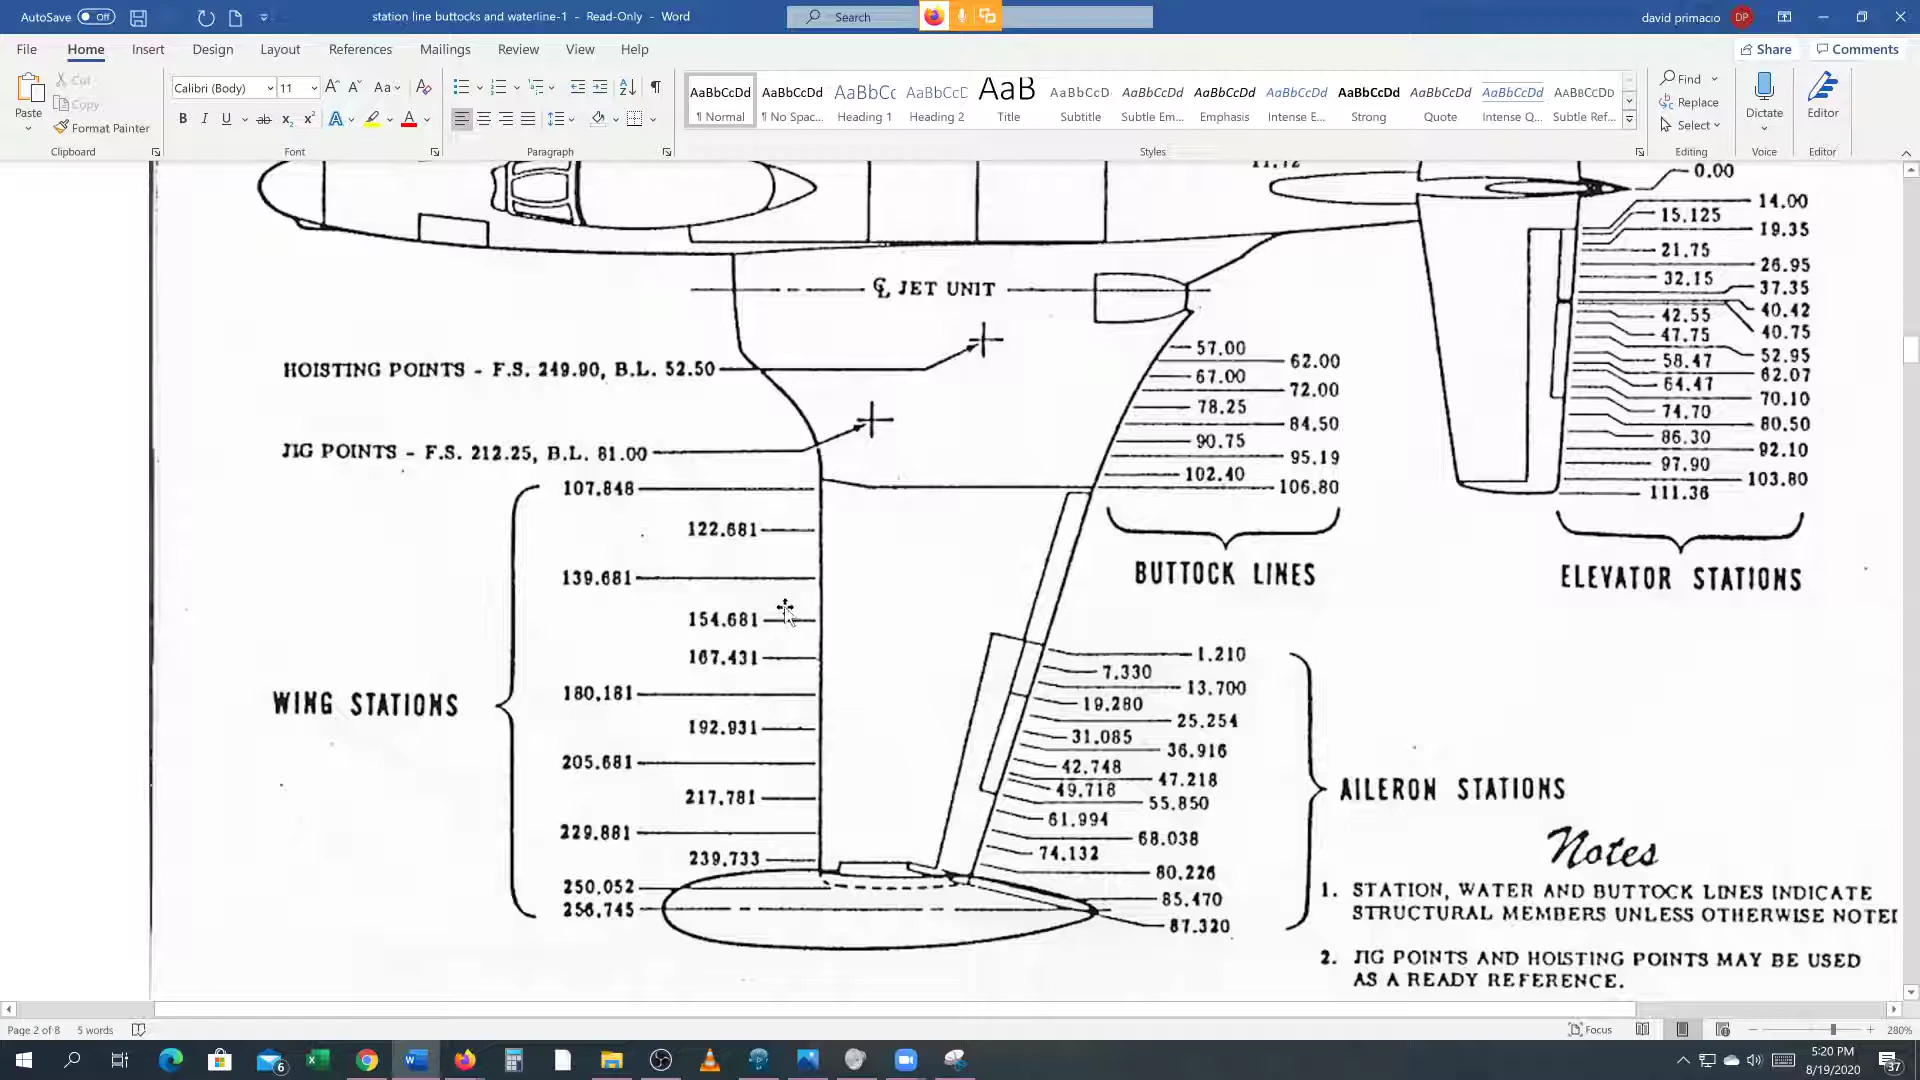 AutoSave Off
station line buttocks and waterline-1 - Read-Only - Word
Search
david primacio DP
File Home Insert Design Layout References Mailings Review View Help
Share Comments
Paste
Cut
Copy
Format Painter
Clipboard
Calibri (Body) 11
Font
Paragraph
AaBbCcDd AaBbCcDd AaBbCc AaBbCcD AaB AaBbCcD AaBbCcDd AaBbCcDd AaBbCcDd AaBbCcDd AaBbCcDd AaBbCcDd AaBbCcDd
¶ Normal ¶ No Spac... Heading 1 Heading 2 Title Subtitle Subtle Em... Emphasis Intense E... Strong Quote Intense Q... Subtle Ref...
Styles
Find
Replace
Select
Editing
Dictate
Voice
Editor
Editor
℄ JET UNIT
HOISTING POINTS - F.S. 249.90, B.L. 52.50
JIG POINTS - F.S. 212.25, B.L. 81.00
107.848
122.681
139.681
154.681
167.431
180.181
192.931
205.681
217.781
229.881
239.733
250.052
256.745
WING STATIONS
57.00
62.00
67.00
72.00
78.25
84.50
90.75
95.19
102.40
106.80
BUTTOCK LINES
0.00
14.00
15.125
19.35
21.75
26.95
32.15
37.35
40.42
42.55
40.75
47.75
52.95
58.47
62.07
64.47
70.10
74.70
80.50
86.30
92.10
97.90
103.80
111.36
ELEVATOR STATIONS
1.210
7.330
13.700
19.280
25.254
31.085
36.916
42.748
47.218
49.718
55.850
61.994
68.038
74.132
80.226
85.470
87.320
AILERON STATIONS
Notes
1. STATION, WATER AND BUTTOCK LINES INDICATE
STRUCTURAL MEMBERS UNLESS OTHERWISE NOTE
2. JIG POINTS AND HOISTING POINTS MAY BE USED
AS A READY REFERENCE.
Page 2 of 8 5 words
Focus
280%
6
5:20 PM
8/19/2020
37